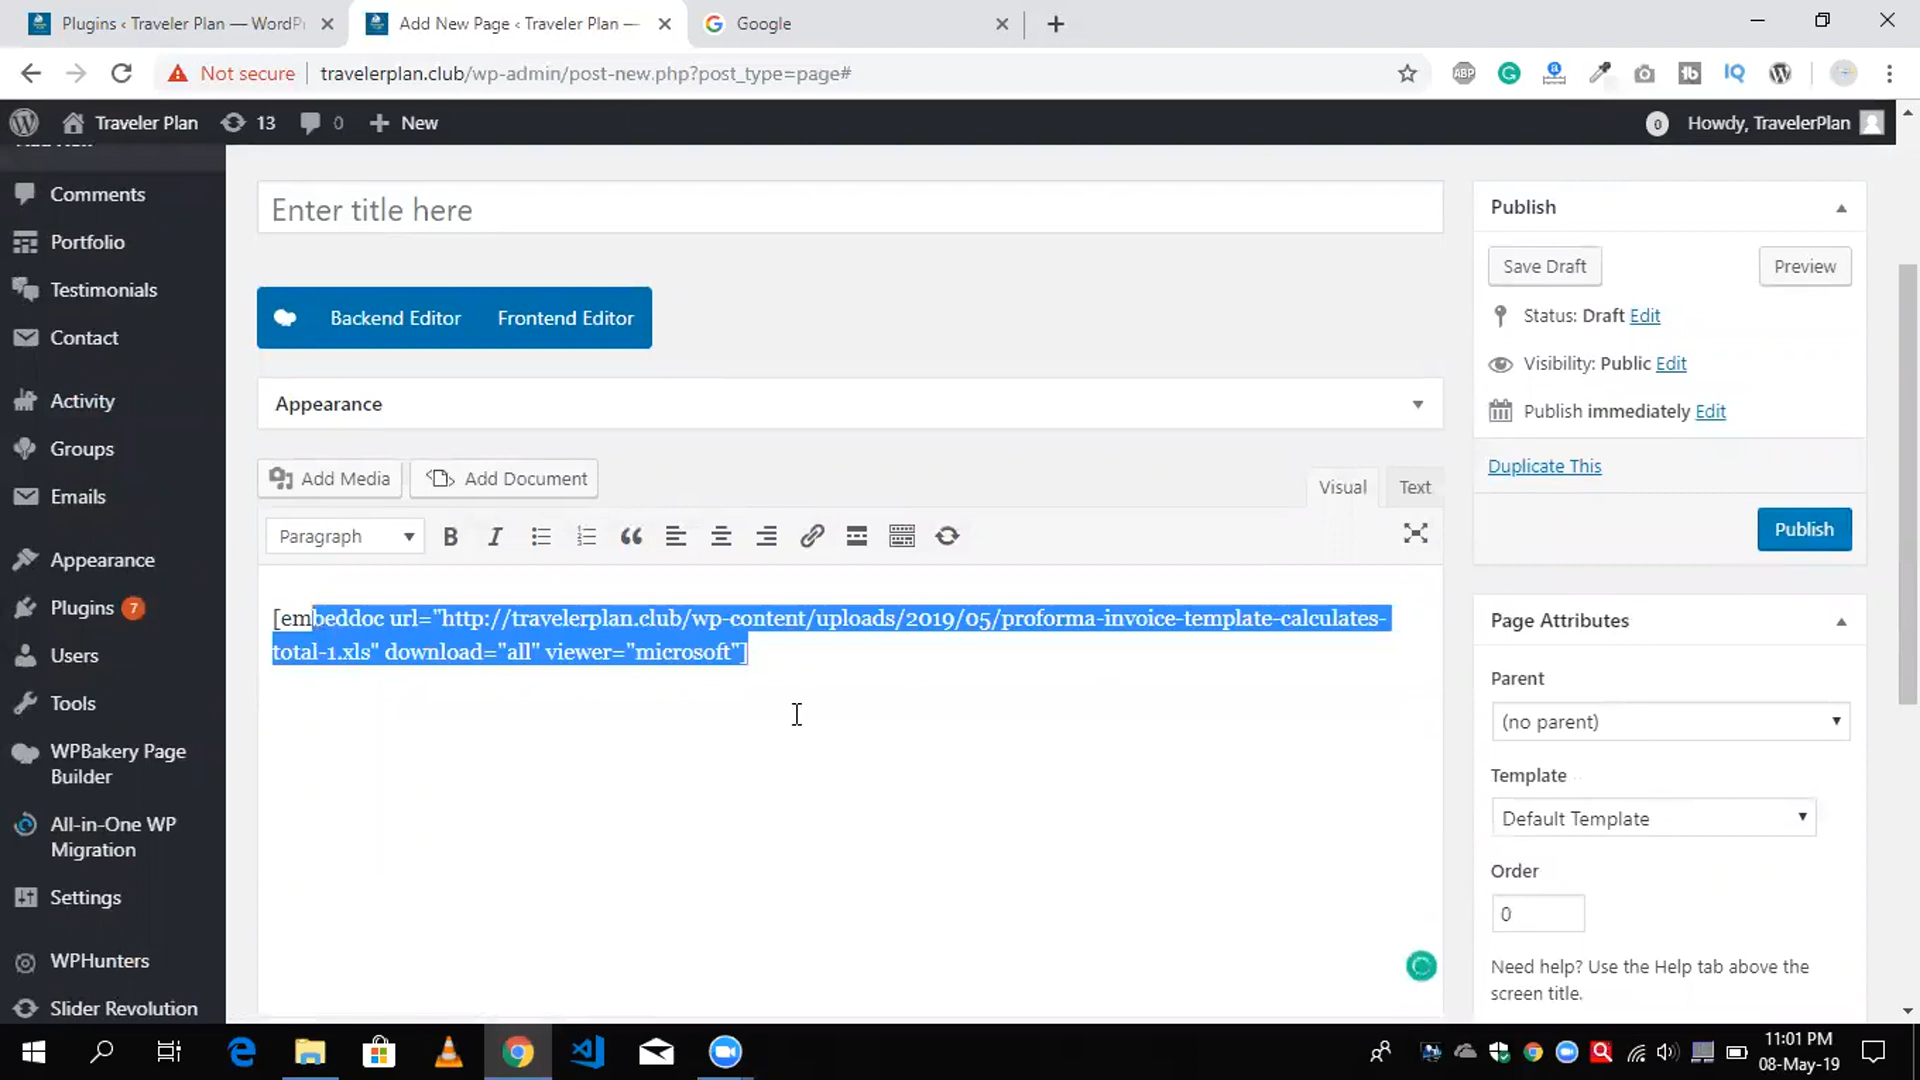 Plugins ‹ Traveler Plan — WordPr
Add New Page ‹ Traveler Plan —
Google
Not secure
travelerplan.club/wp-admin/post-new.php?post_type=page#
ABP
Traveler Plan
13
0
New
0
Howdy, TravelerPlan
Comments
Portfolio
Testimonials
Contact
Activity
Groups
Emails
Appearance
Plugins 7
Users
Tools
WPBakery Page
Builder
All-in-One WP
Migration
Settings
WPHunters
Slider Revolution
Enter title here
Backend Editor
Frontend Editor
Appearance
Add Media
Add Document
Visual
Text
Paragraph
[embeddoc url="http://travelerplan.club/wp-content/uploads/2019/05/proforma-invoice-template-calculates-
total-1.xls" download="all" viewer="microsoft"]
Publish
Save Draft
Preview
Status: Draft Edit
Visibility: Public Edit
Publish immediately Edit
Duplicate This
Publish
Page Attributes
Parent
(no parent)
Template
Default Template
Order
0
Need help? Use the Help tab above the
screen title.
11:01 PM
08-May-19